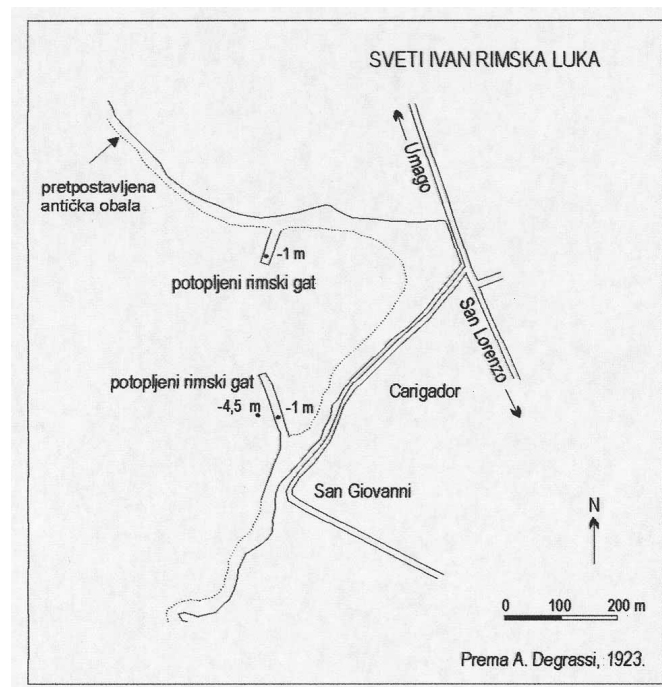 SVETI IVAN RIMSKA LUKA
Umago
pretpostavljena
antička obala
-1 m
potopljeni rimski gat
San Lorenzo
potopljeni rimski gat
-4,5 m
-1 m
Carigador
San Giovanni
N
0 100 200 m
Prema A. Degrassi, 1923.